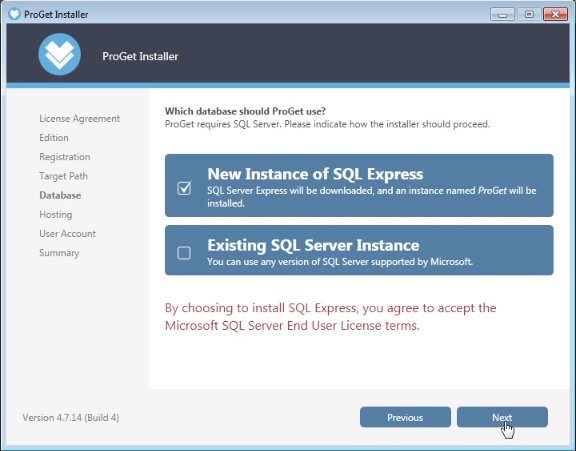 ProGet Installer
ProGet Installer
License Agreement
Edition
Registration
Target Path
Database
Hosting
User Account
Summary
Which database should ProGet use?
ProGet requires SQL Server. Please indicate how the installer should proceed.
New Instance of SQL Express
SQL Server Express will be downloaded, and an instance named ProGet will be
installed.
Existing SQL Server Instance
You can use any version of SQL Server supported by Microsoft.
By choosing to install SQL Express, you agree to accept the
Microsoft SQL Server End User License terms.
Version 4.7.14 (Build 4)
Previous
Next